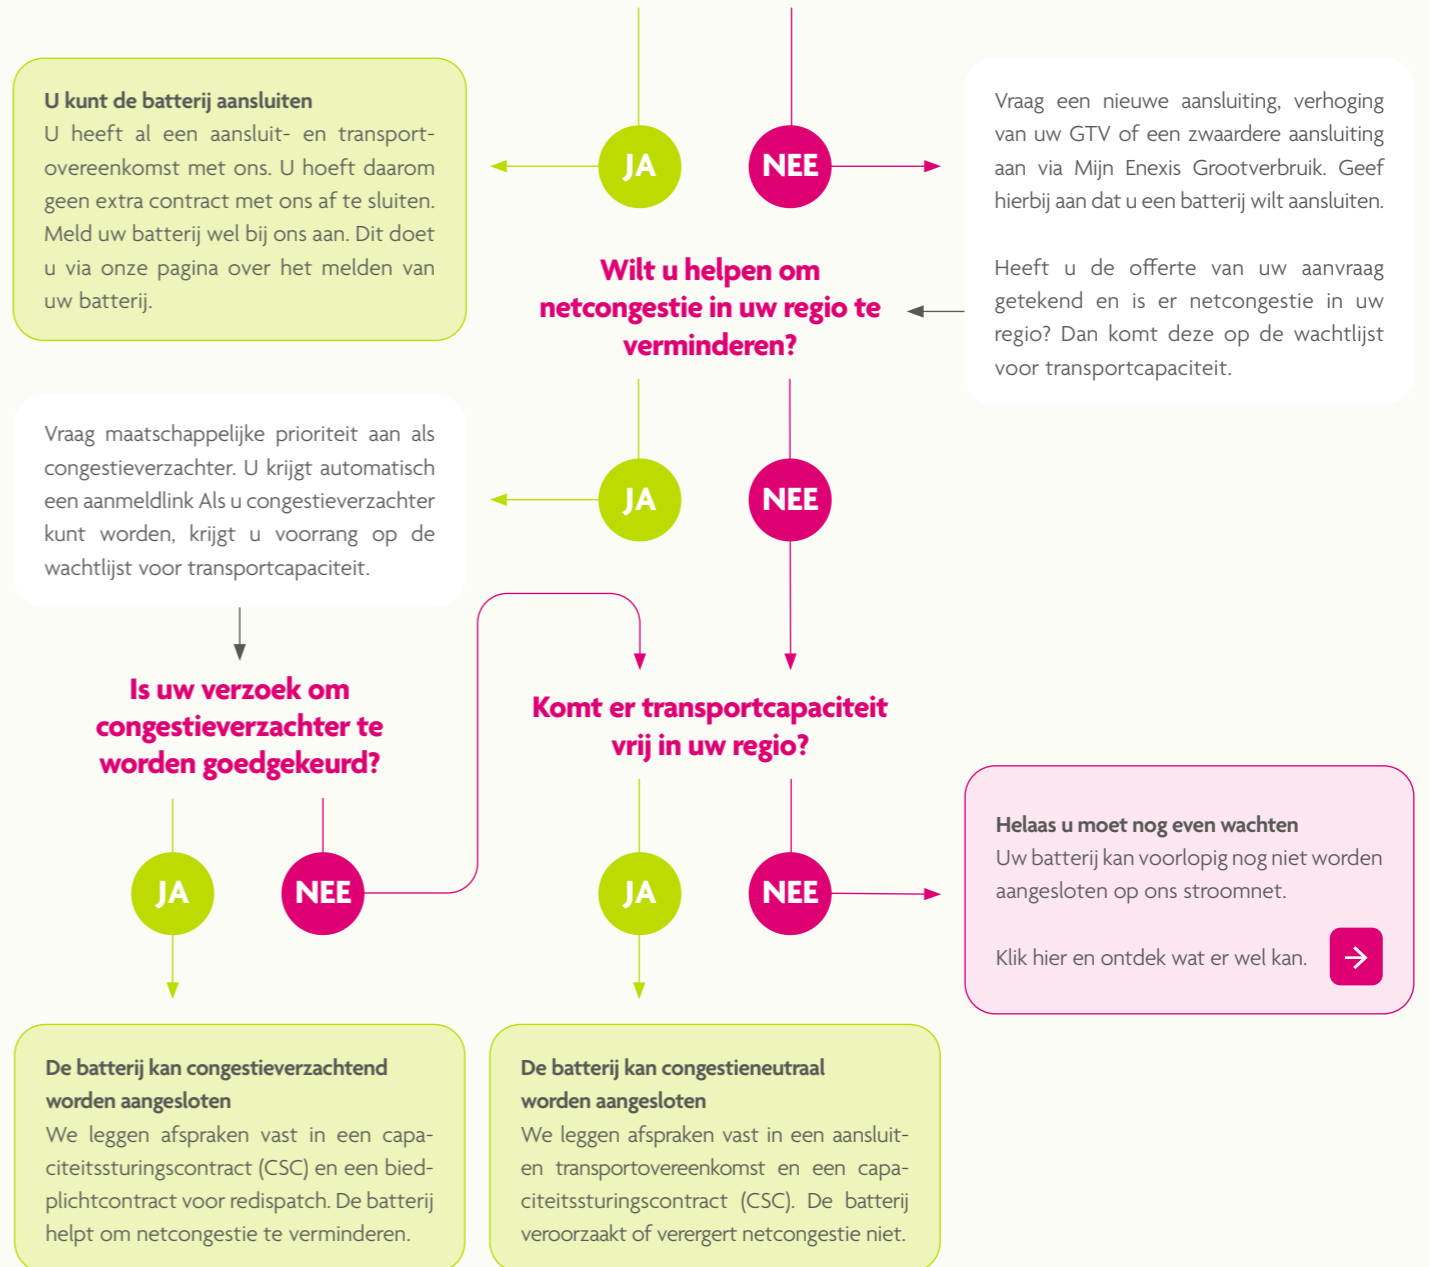 U kunt de batterij aansluiten
U heeft al een aansluit- en transport-
overeenkomst met ons. U hoeft daarom
geen extra contract met ons af te sluiten.
Meld uw batterij wel bij ons aan. Dit doet
u via onze pagina over het melden van
uw batterij.
JA
NEE
Vraag een nieuwe aansluiting, verhoging
van uw GTV of een zwaardere aansluiting
aan via Mijn Enexis Grootverbruik. Geef
hierbij aan dat u een batterij wilt aansluiten.
Heeft u de offerte van uw aanvraag
getekend en is er netcongestie in uw
regio? Dan komt deze op de wachtlijst
voor transportcapaciteit.
Wilt u helpen om
netcongestie in uw regio te
verminderen?
JA
NEE
Vraag maatschappelijke prioriteit aan als
congestieverzachter. U krijgt automatisch
een aanmeldlink Als u congestieverzachter
kunt worden, krijgt u voorrang op de
wachtlijst voor transportcapaciteit.
Is uw verzoek om
congestieverzachter te
worden goedgekeurd?
JA
NEE
Komt er transportcapaciteit
vrij in uw regio?
JA
NEE
Helaas u moet nog even wachten
Uw batterij kan voorlopig nog niet worden
aangesloten op ons stroomnet.
Klik hier en ontdek wat er wel kan.
De batterij kan congestieverzachtend
worden aangesloten
We leggen afspraken vast in een capa-
citeitssturingscontract (CSC) en een bied-
plichtcontract voor redispatch. De batterij
helpt om netcongestie te verminderen.
De batterij kan congestieneutraal
worden aangesloten
We leggen afspraken vast in een aansluit-
en transportovereenkomst en een capa-
citeitssturingscontract (CSC). De batterij
veroorzaakt of verergert netcongestie niet.